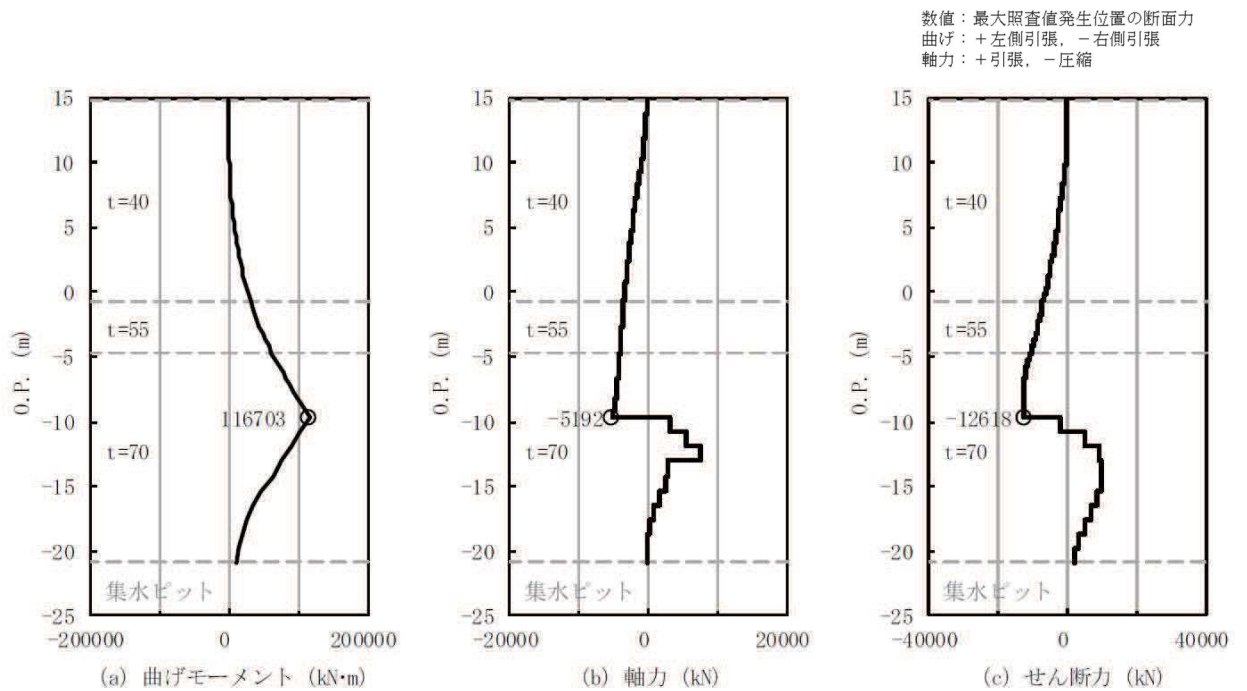 数値：最大照査値発生位置の断面力
曲げ：＋左側引張，－右側引張
軸力：＋引張，－圧縮
15
10
5
0
-5
-10
-15
-20
-25
O.P. (m)
t=40
t=55
116703
t=70
集水ピット
-200000 0 200000
(a) 曲げモーメント (kN·m)
15
10
5
0
-5
-10
-15
-20
-25
O.P. (m)
t=40
t=55
-5192
t=70
集水ピット
-20000 0 20000
(b) 軸力 (kN)
15
10
5
0
-5
-10
-15
-20
-25
O.P. (m)
t=40
t=55
-12618
t=70
集水ピット
-40000 0 40000
(c) せん断力 (kN)